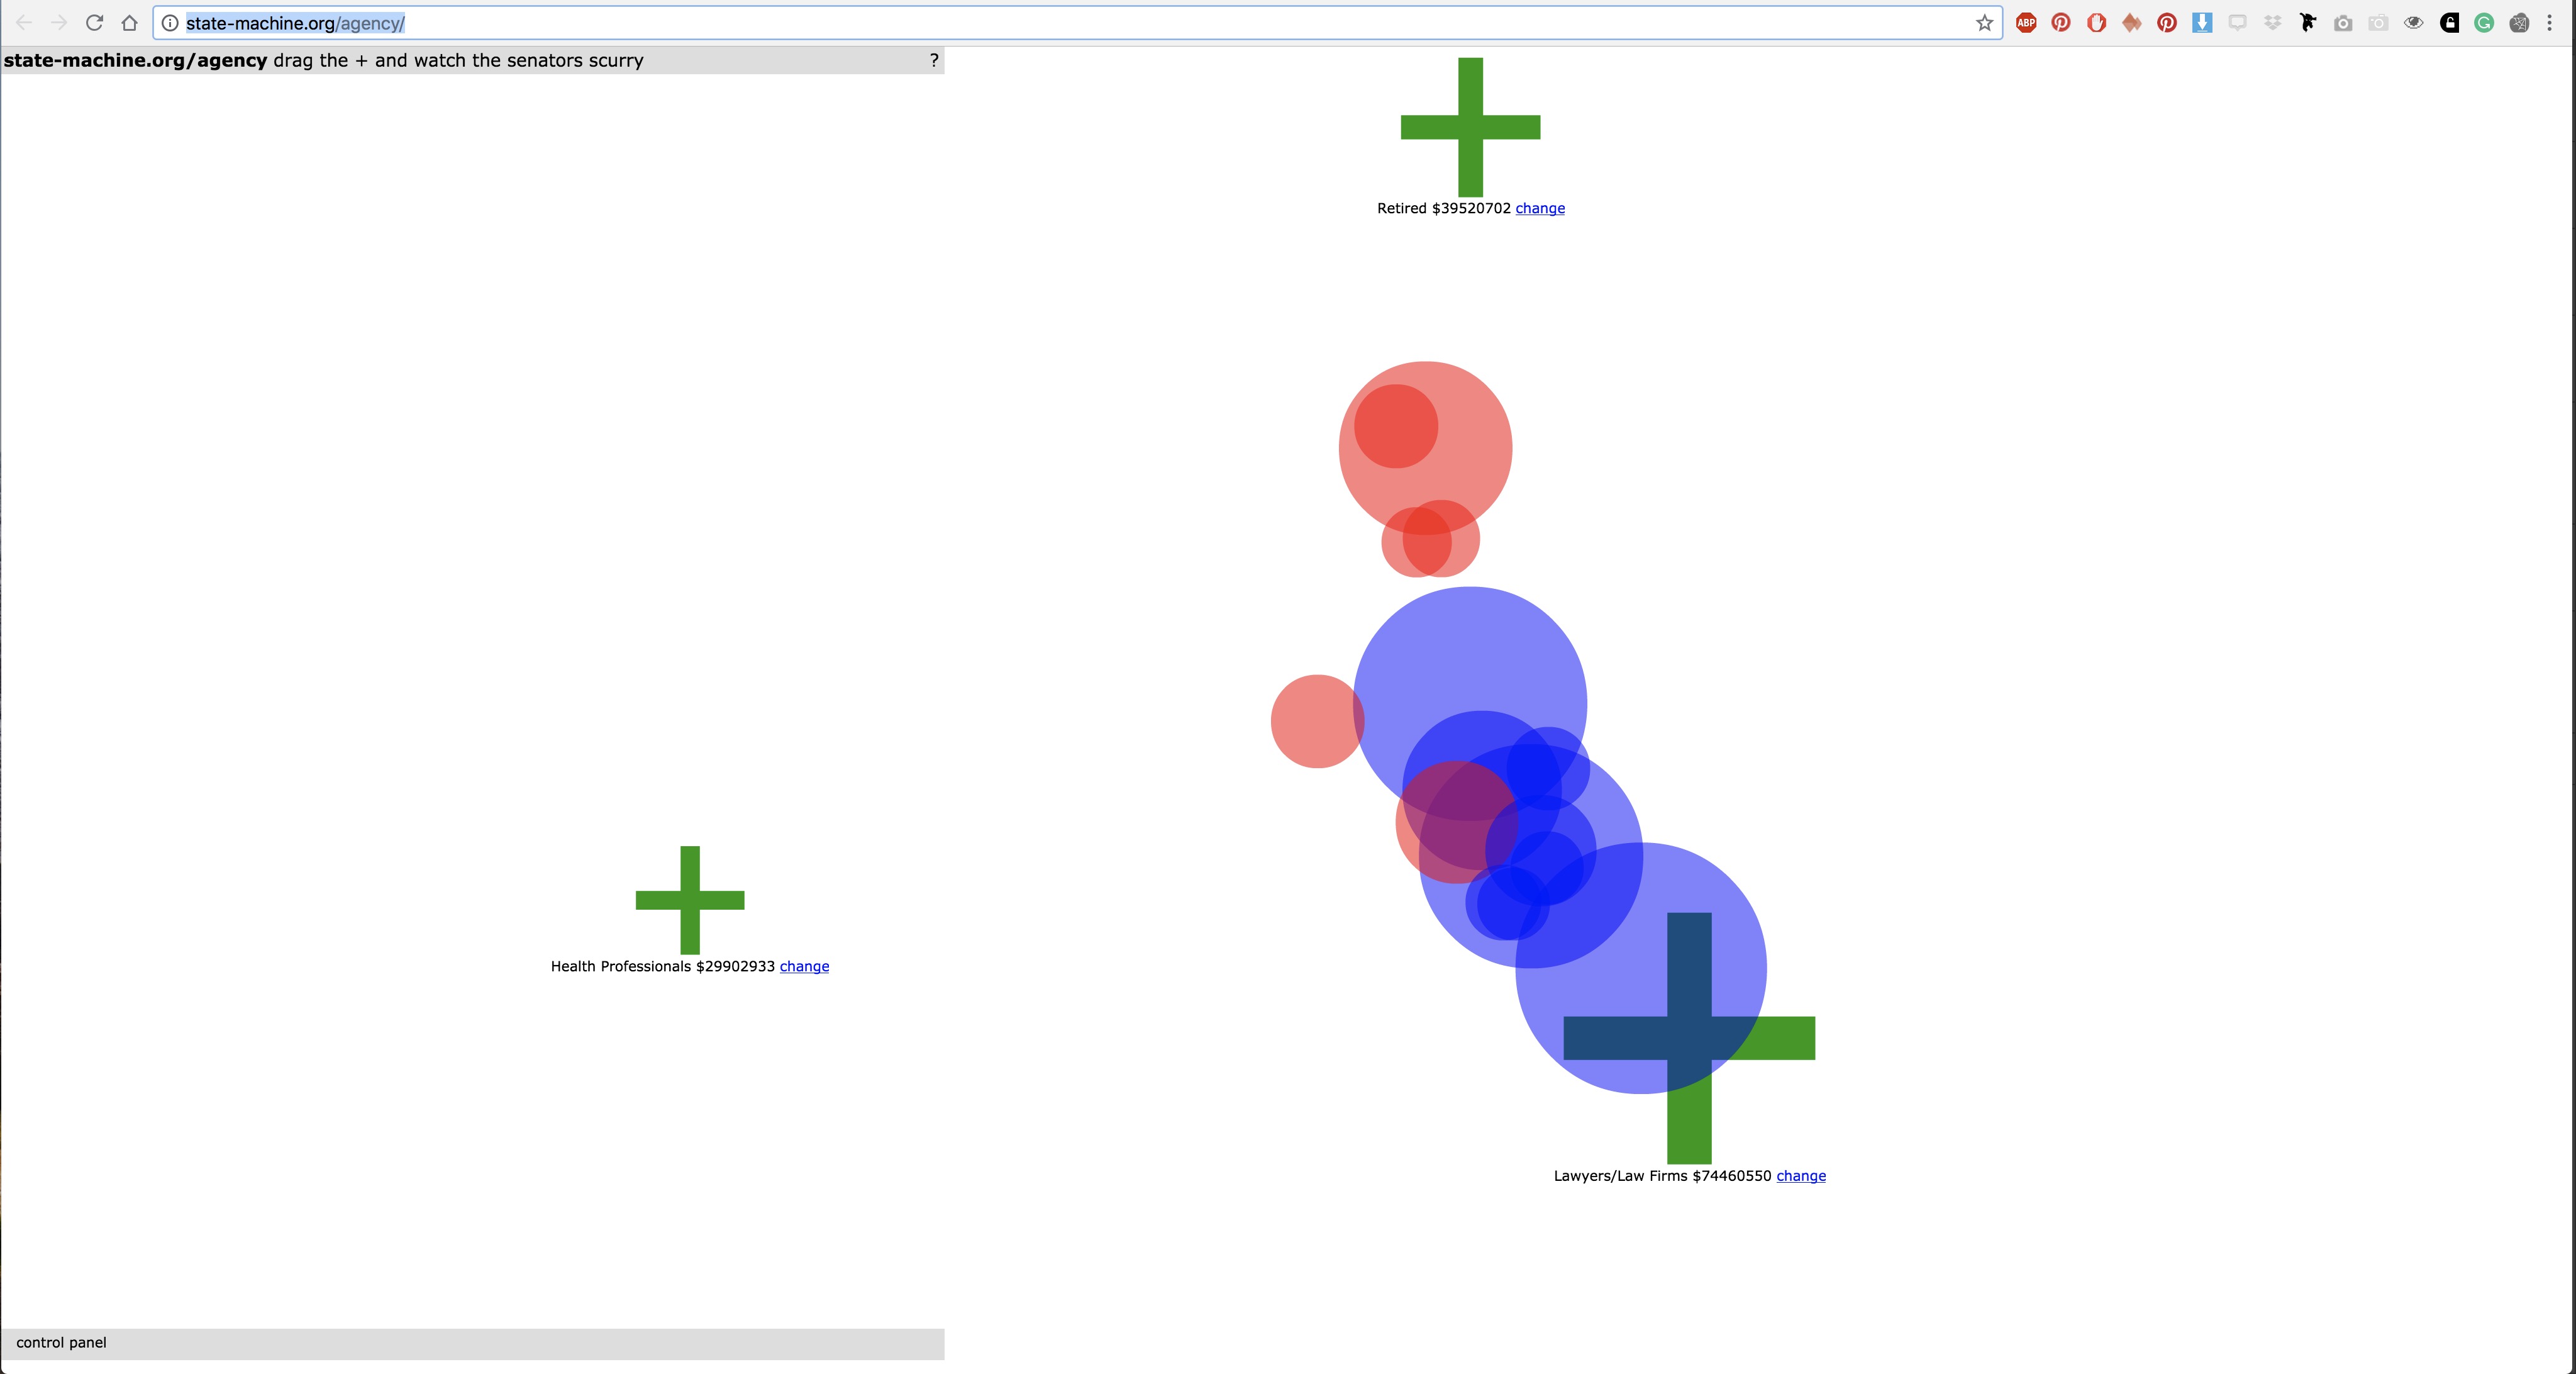 state-machine.org/agency/
ABP
state-machine.org/agency drag the + and watch the senators scurry ?
Retired $39520702 change
Health Professionals $29902933 change
Lawyers/Law Firms $74460550 change
control panel